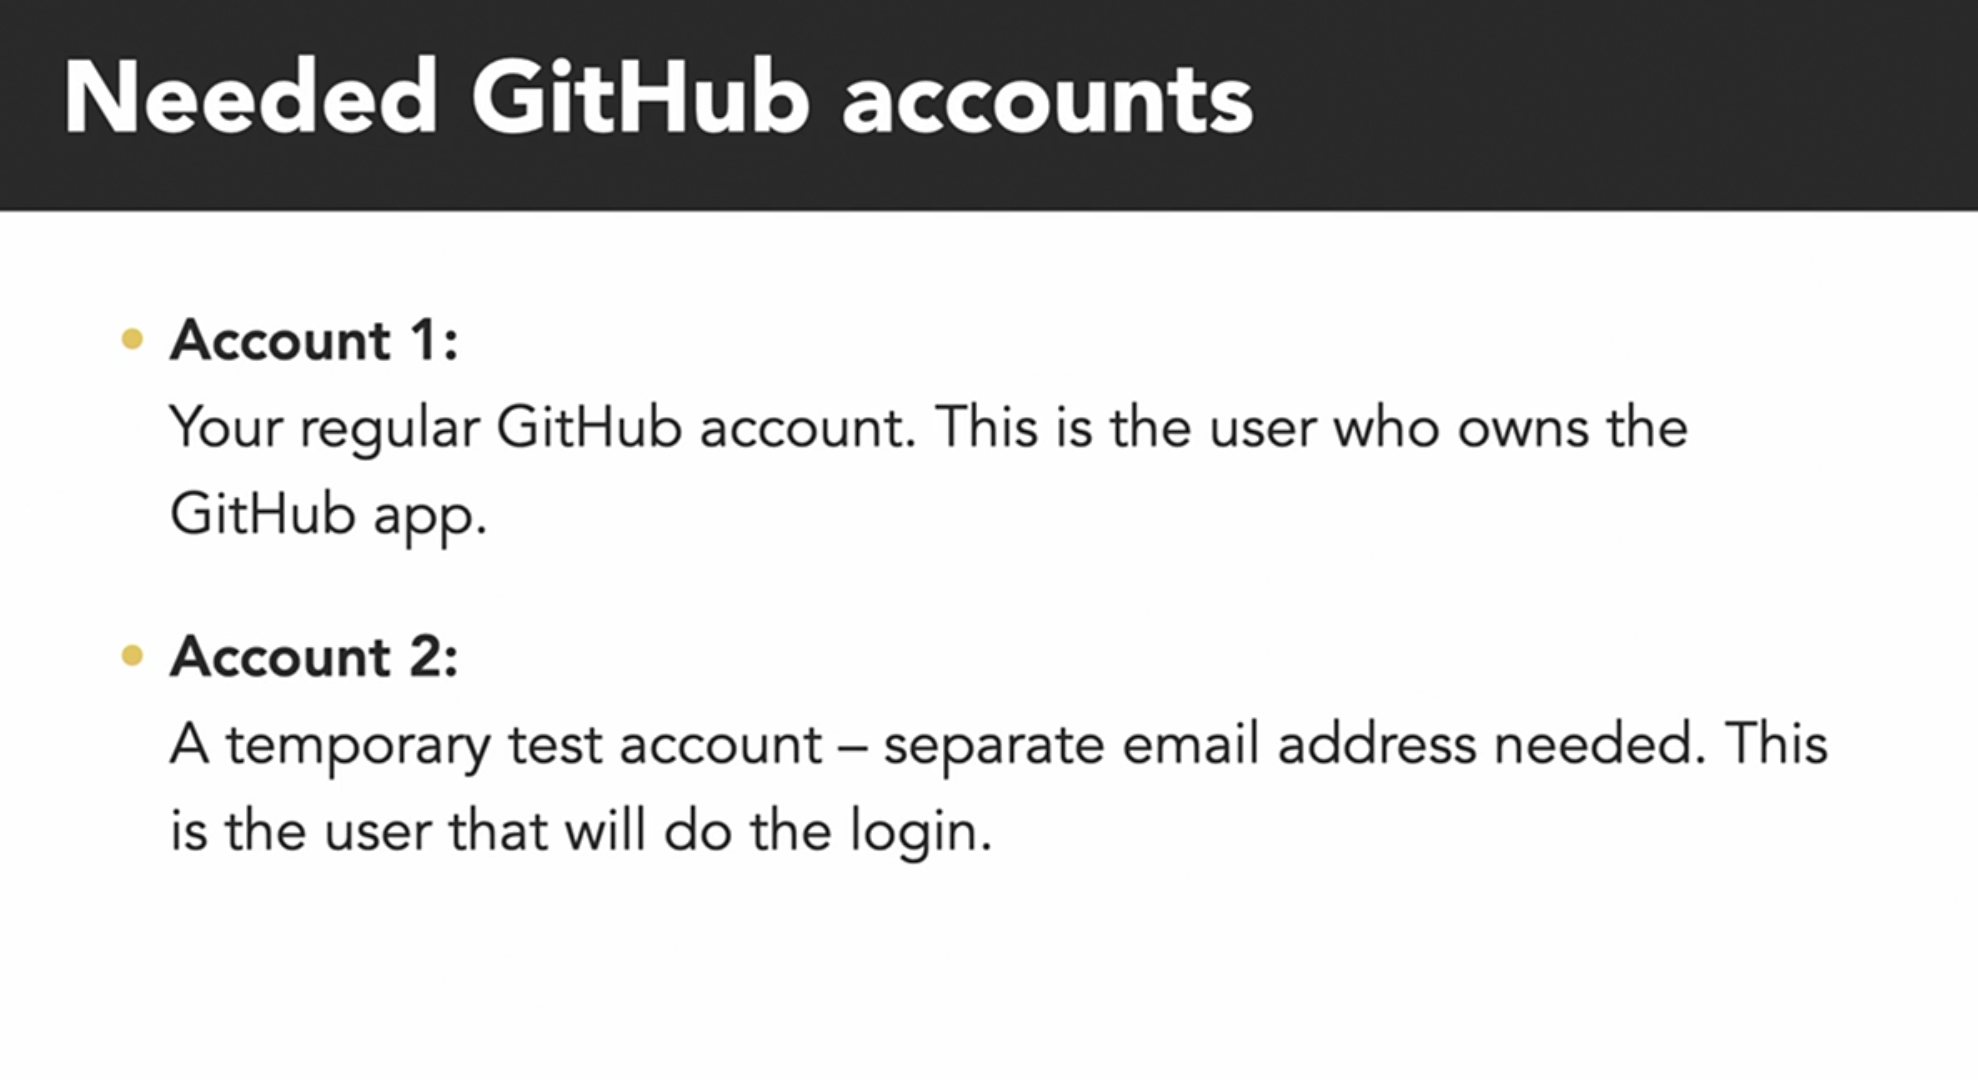 Needed GitHub accounts
• Account 1:
Your regular GitHub account. This is the user who owns the
GitHub app.
• Account 2:
A temporary test account – separate email address needed. This
is the user that will do the login.